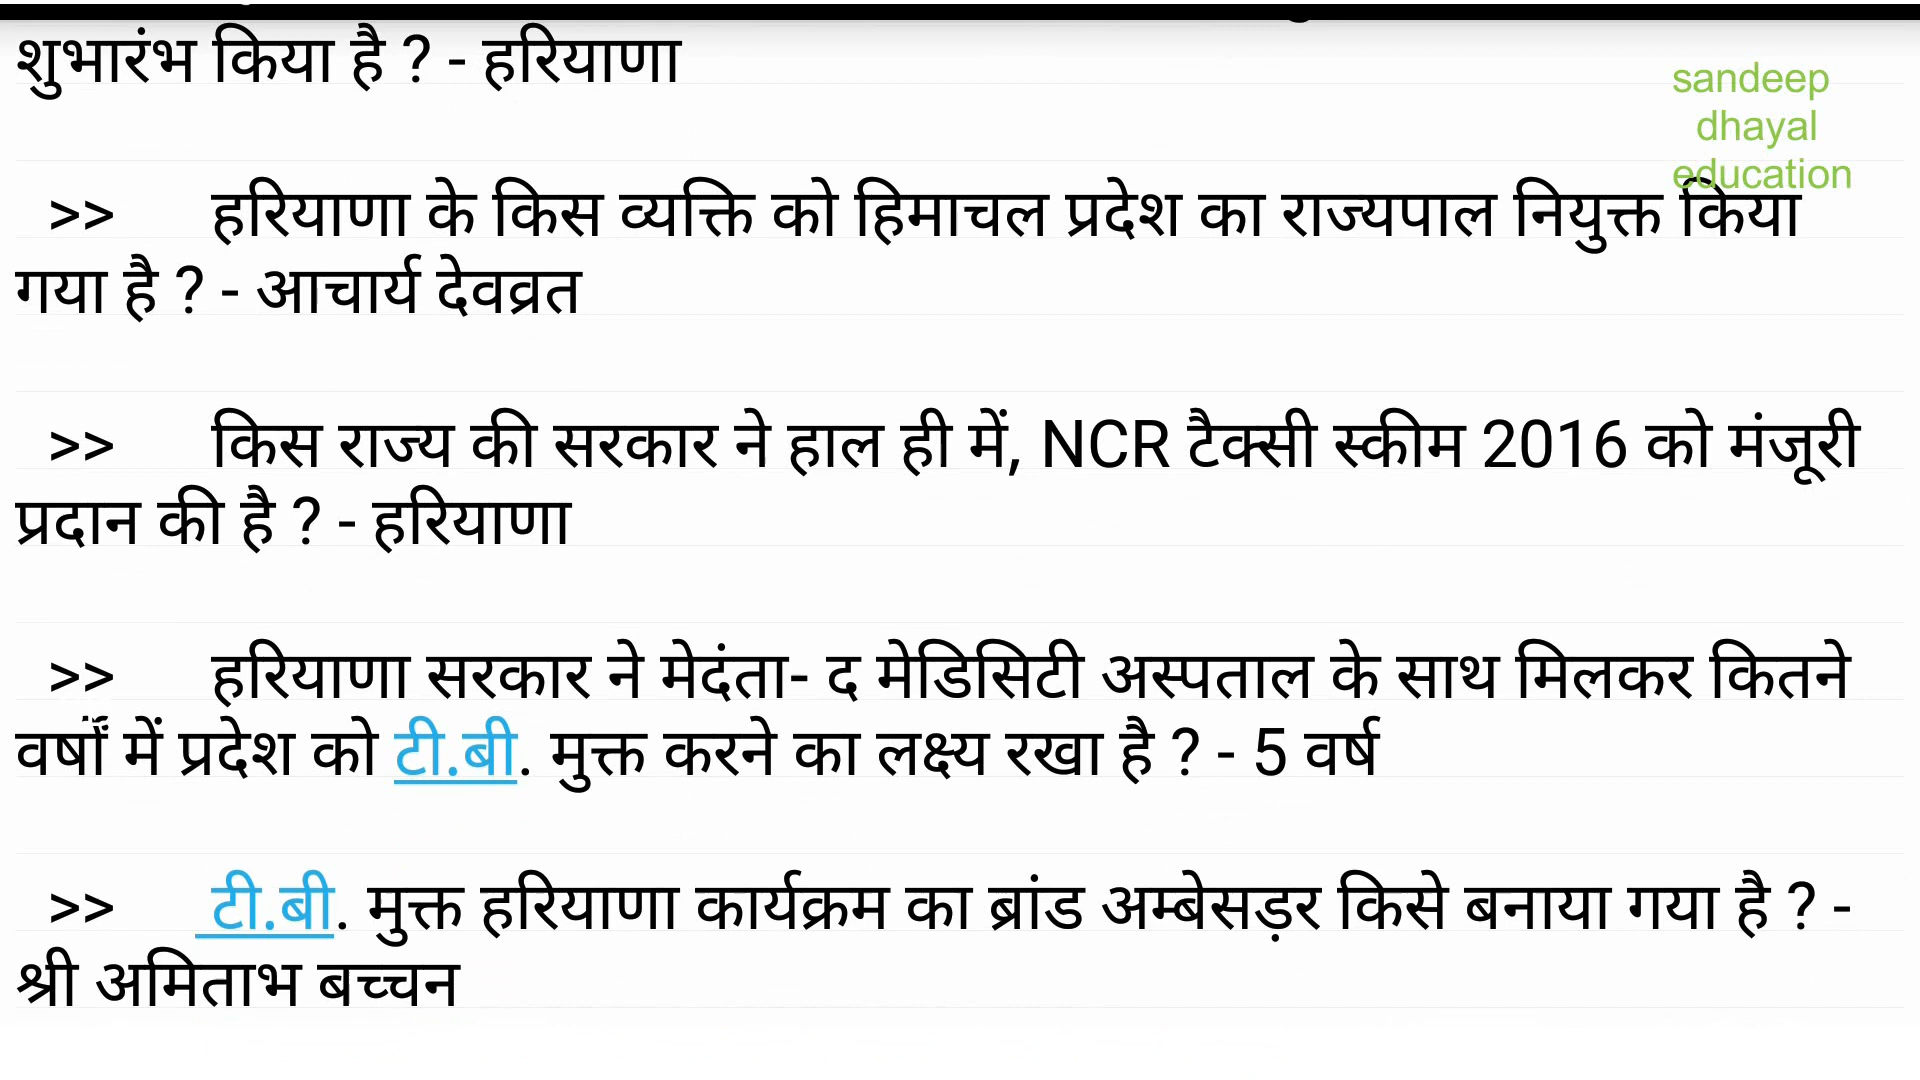 शुभारंभ किया है ? - हरियाणा
sandeep
dhayal
education
>> हरियाणा के किस व्यक्ति को हिमाचल प्रदेश का राज्यपाल नियुक्त किया
गया है ? - आचार्य देवव्रत
>> किस राज्य की सरकार ने हाल ही में, NCR टैक्सी स्कीम 2016 को मंजूरी
प्रदान की है ? - हरियाणा
>> हरियाणा सरकार ने मेदंता- द मेडिसिटी अस्पताल के साथ मिलकर कितने
वर्षों में प्रदेश को टी.बी. मुक्त करने का लक्ष्य रखा है ? - 5 वर्ष
>> टी.बी. मुक्त हरियाणा कार्यक्रम का ब्रांड अम्बेसड़र किसे बनाया गया है ? -
श्री अमिताभ बच्चन